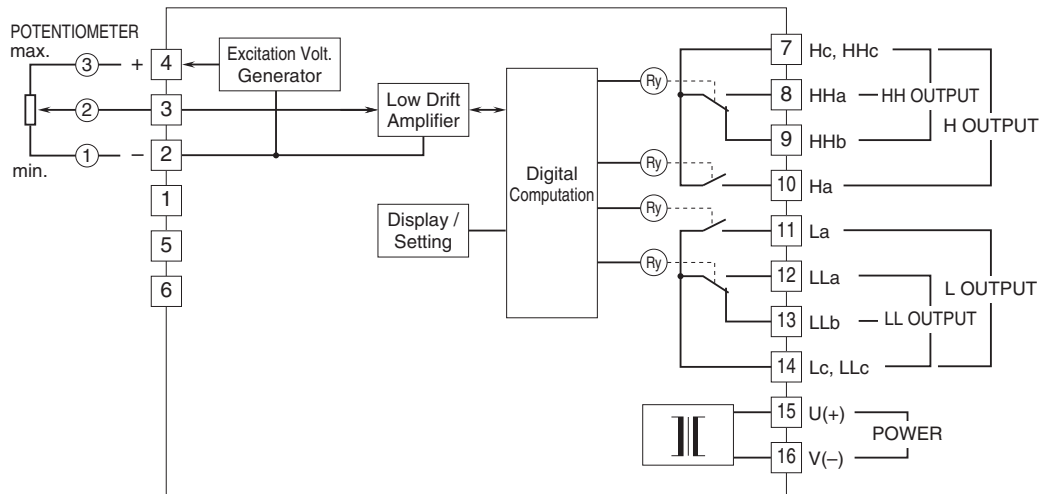 POTENTIOMETER
max.
3
+
4
Excitation Volt.
Generator
2
3
Low Drift
Amplifier
1
–
2
min.
1
5
6
Display /
Setting
Digital
Computation
Ry
Ry
Ry
Ry
7 Hc, HHc
8 HHa
HH OUTPUT
9 HHb
H OUTPUT
10 Ha
11 La
12 LLa
L OUTPUT
13 LLb
LL OUTPUT
14 Lc, LLc
15 U(+)
POWER
16 V(–)